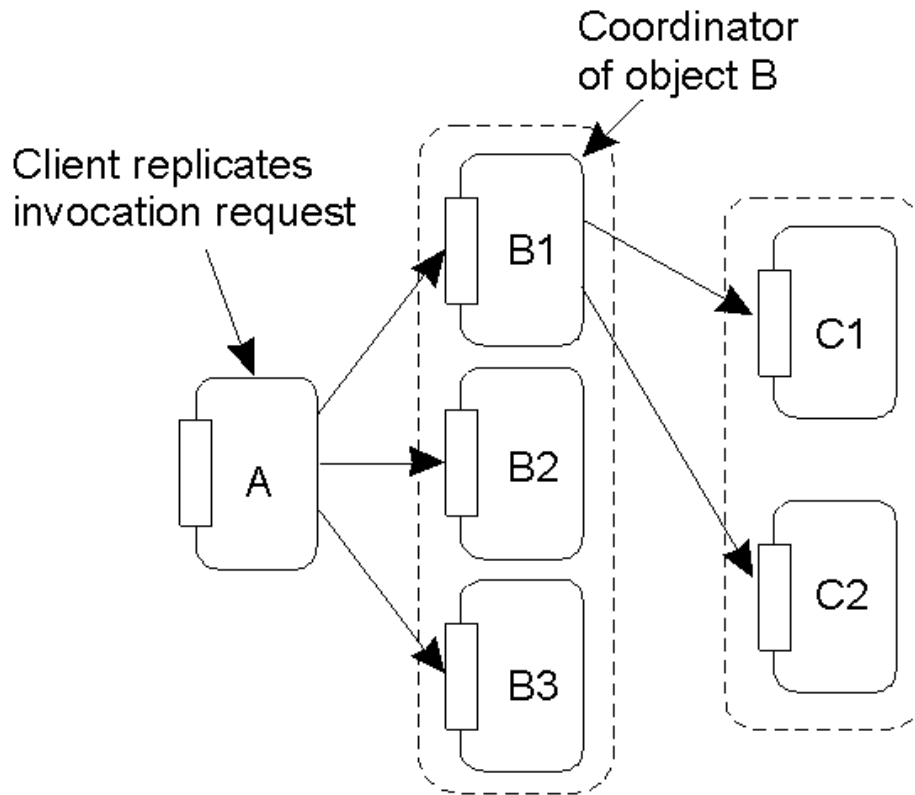 Coordinator
of object B
Client replicates
invocation request
B1
C1
A
B2
C2
B3